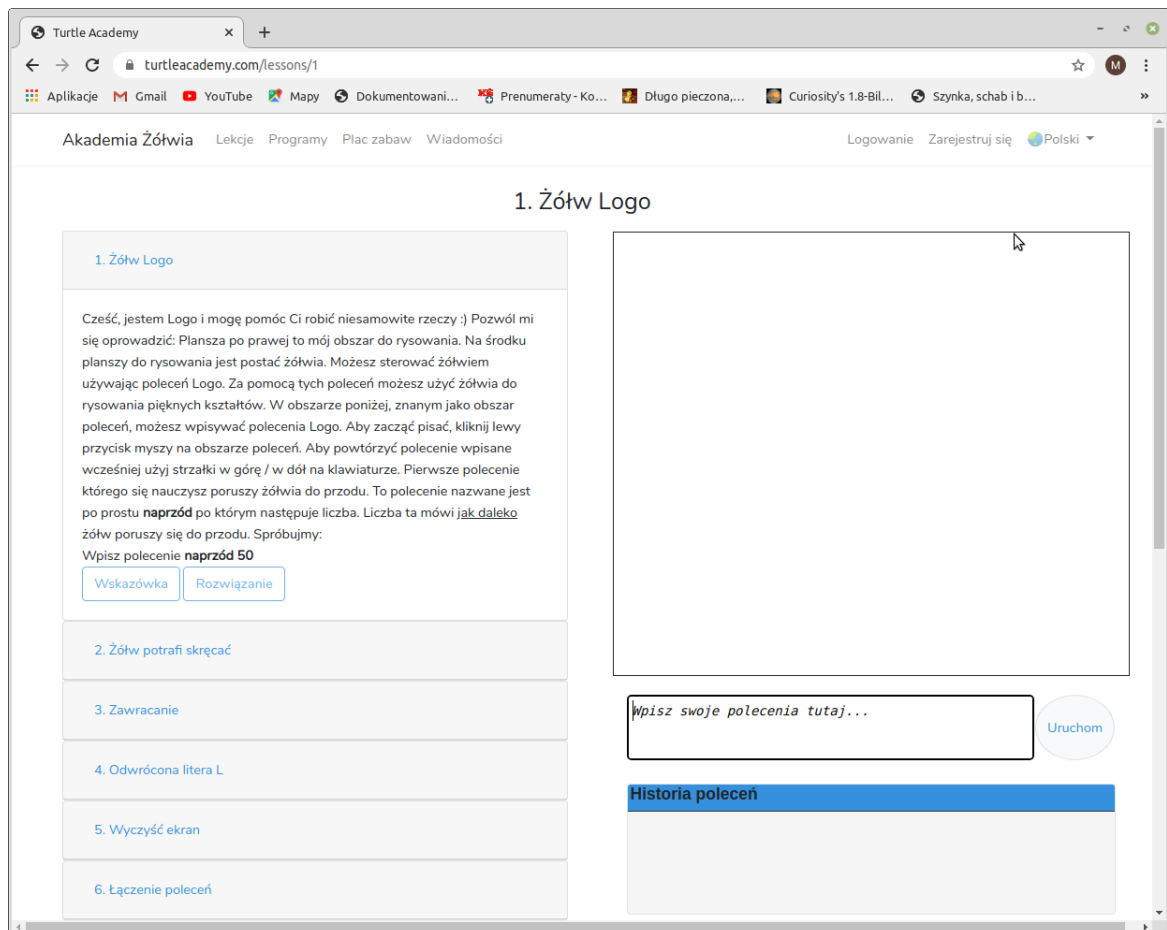 Turtle Academy
turtleacademy.com/lessons/1
M
Aplikacje Gmail YouTube Mapy Dokumentowani... Prenumeraty - Ko... Długo pieczona,... Curiosity's 1.8-Bil... Szynka, schab i b... »
Akademia Żółwia Lekcje Programy Plac zabaw Wiadomości Logowanie Zarejestruj się Polski
1. Żółw Logo
1. Żółw Logo
Cześć, jestem Logo i mogę pomóc Ci robić niesamowite rzeczy :) Pozwól mi
się oprowadzić: Plansza po prawej to mój obszar do rysowania. Na środku
planszy do rysowania jest postać żółwia. Możesz sterować żółwiem
używając poleceń Logo. Za pomocą tych poleceń możesz użyć żółwia do
rysowania pięknych kształtów. W obszarze poniżej, znanym jako obszar
poleceń, możesz wpisywać polecenia Logo. Aby zacząć pisać, kliknij lewy
przycisk myszy na obszarze poleceń. Aby powtórzyć polecenie wpisane
wcześniej użyj strzałki w górę / w dół na klawiaturze. Pierwsze polecenie
którego się nauczysz poruszy żółwia do przodu. To polecenie nazwane jest
po prostu naprzód po którym następuje liczba. Liczba ta mówi jak daleko
żółw poruszy się do przodu. Spróbujmy:
Wpisz polecenie naprzód 50
Wskazówka Rozwiązanie
2. Żółw potrafi skręcać
3. Zawracanie
4. Odwrócona litera L
5. Wyczyść ekran
6. Łączenie poleceń
Wpisz swoje polecenia tutaj...
Uruchom
Historia poleceń